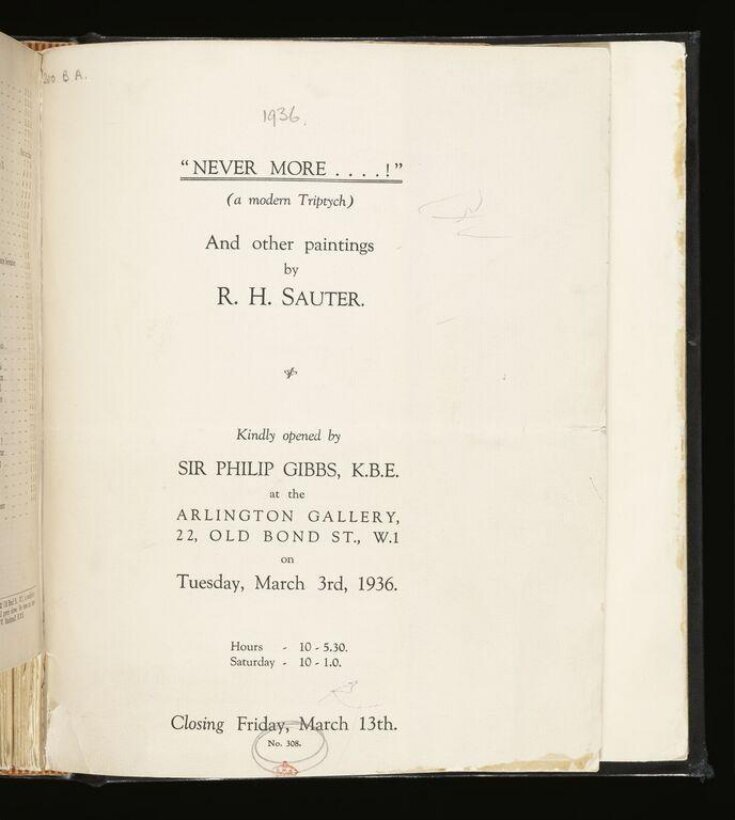 200 B A.
1936.
"NEVER MORE . . . . !"
(a modern Triptych)
And other paintings
by
R. H. SAUTER.
Kindly opened by
SIR PHILIP GIBBS, K.B.E.
at the
ARLINGTON GALLERY,
22, OLD BOND ST., W.1
on
Tuesday, March 3rd, 1936.
Hours - 10 - 5.30.
Saturday - 10 - 1.0.
Closing Friday, March 13th.
No. 308.